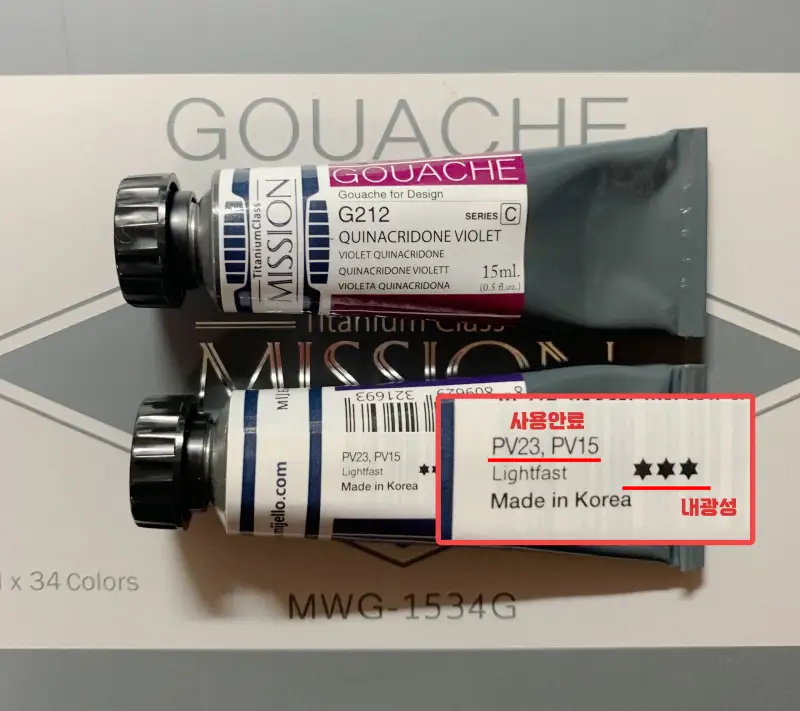 GOUACHE
GOUACHE
Gouache for Design
G212
SERIES C
QUINACRIDONE VIOLET
VIOLET QUINACRIDONE
QUINACRIDONE VIOLETT
VIOLETA QUINACRIDONA
15ml.
(0.5 fl.oz.)
TitaniumClass
MISSION
Titanium Class
MISSION
8 809629 321693
PV23, PV15
Lightfast
Made in Korea
mijello.com
사용안료
PV23, PV15
Lightfast
★★★
Made in Korea
내광성
x 34 Colors
MWG-1534G